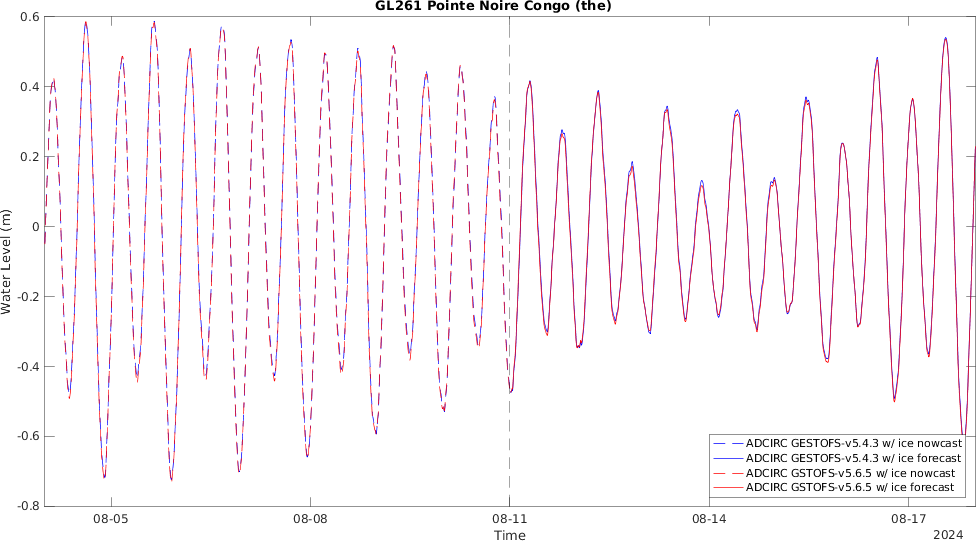 GL261 Pointe Noire Congo (the)
0.6
0.4
0.2
0
-0.2
-0.4
-0.6
-0.8
Water Level (m)
ADCIRC GESTOFS-v5.4.3 w/ ice nowcast
ADCIRC GESTOFS-v5.4.3 w/ ice forecast
ADCIRC GSTOFS-v5.6.5 w/ ice nowcast
ADCIRC GSTOFS-v5.6.5 w/ ice forecast
08-05 08-08 08-11 08-14 08-17
Time
2024